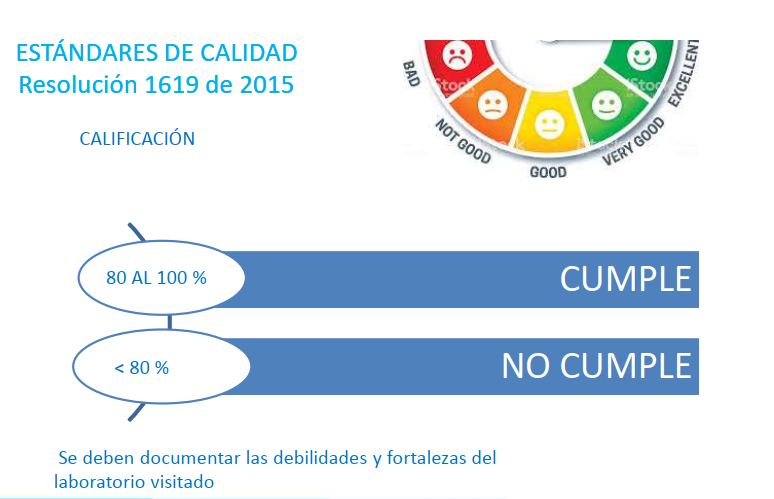 ESTÁNDARES DE CALIDAD
Resolución 1619 de 2015
CALIFICACIÓN
BAD
NOT GOOD
GOOD
VERY GOOD
EXCELLENT
iStock
80 AL 100 %
CUMPLE
< 80 %
NO CUMPLE
Se deben documentar las debilidades y fortalezas del
laboratorio visitado